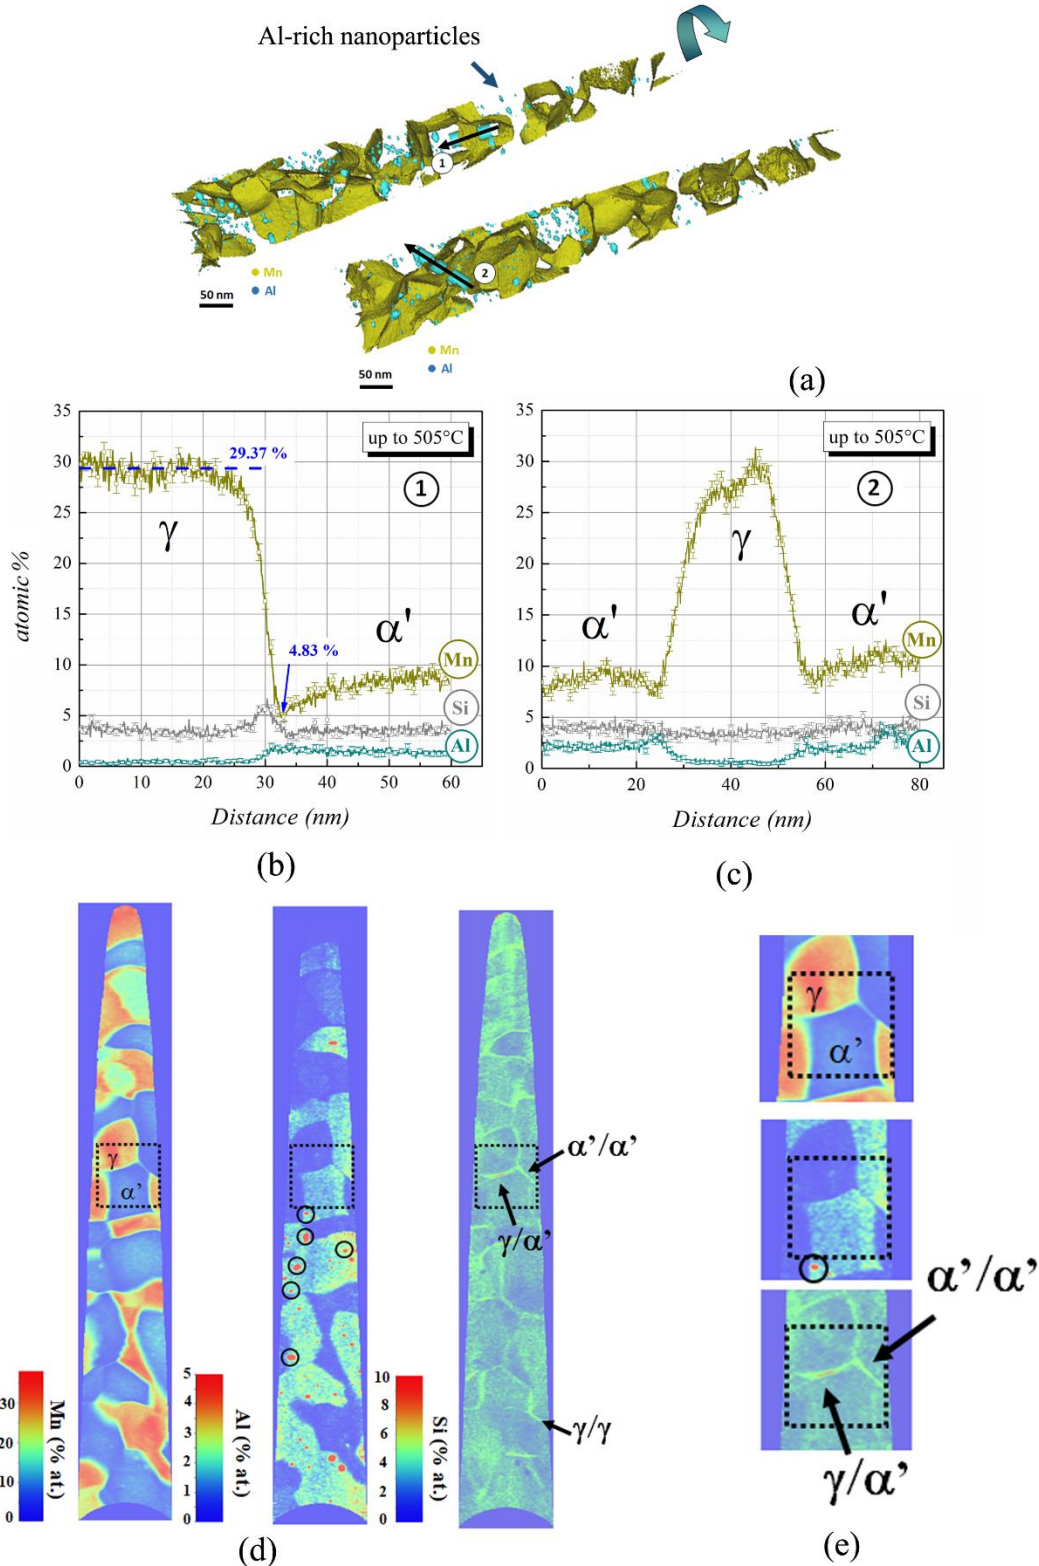 Al-rich nanoparticles
1
2
Mn
Al
50 nm
Mn
Al
50 nm
(a)
35
30
25
20
15
10
5
0
atomic %
up to 505°C
29.37 %
1
γ
α'
4.83 %
Mn
Si
Al
0 10 20 30 40 50 60
Distance (nm)
(b)
35
30
25
20
15
10
5
0
up to 505°C
2
γ
α'
α'
Mn
Si
Al
0 20 40 60 80
Distance (nm)
(c)
γ
α'
α'/α'
γ/α'
γ/γ
30
20
10
0
Mn (% at.)
5
4
3
2
1
0
Al (% at.)
10
8
6
4
2
0
Si (% at.)
(d)
γ
α'
α'/α'
γ/α'
(e)